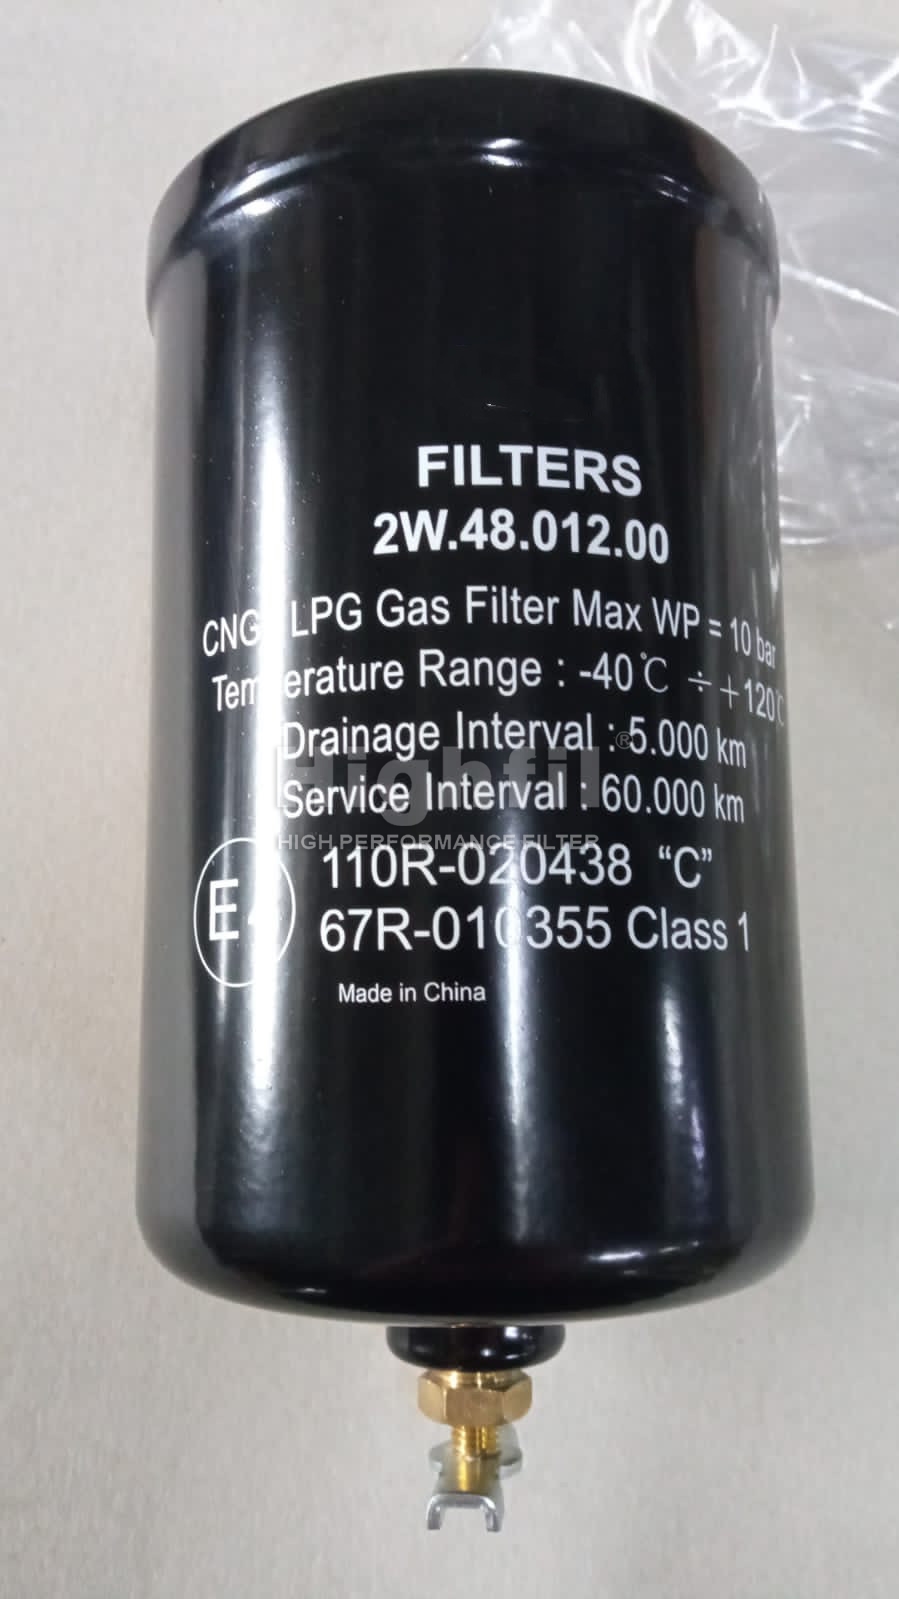 FILTERS
2W.48.012.00
CNG LPG Gas Filter Max WP = 10 bar
Temperature Range : -40℃ ÷ +120℃
Drainage Interval : 5.000 km
Highfil®
Service Interval : 60.000 km
HIGH PERFORMANCE FILTER
110R-020438 “C”
E4
67R-010355 Class 1
Made in China